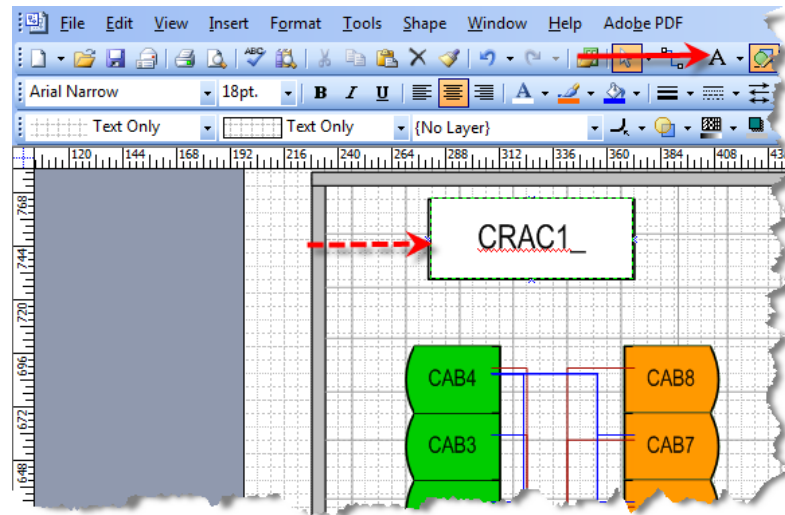 File Edit View Insert Format Tools Shape Window Help Adobe PDF
ABC A
Arial Narrow 18pt. B I U A
Text Only Text Only {No Layer}
120 144 168 192 216 240 264 288 312 336 360 384 408 43
768
744
720
696
672
648
CRAC1_
CAB4 CAB8
CAB3 CAB7